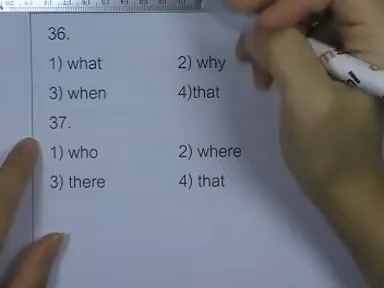 36.
1) what 2) why
3) when 4)that
37.
1) who 2) where
3) there 4) that